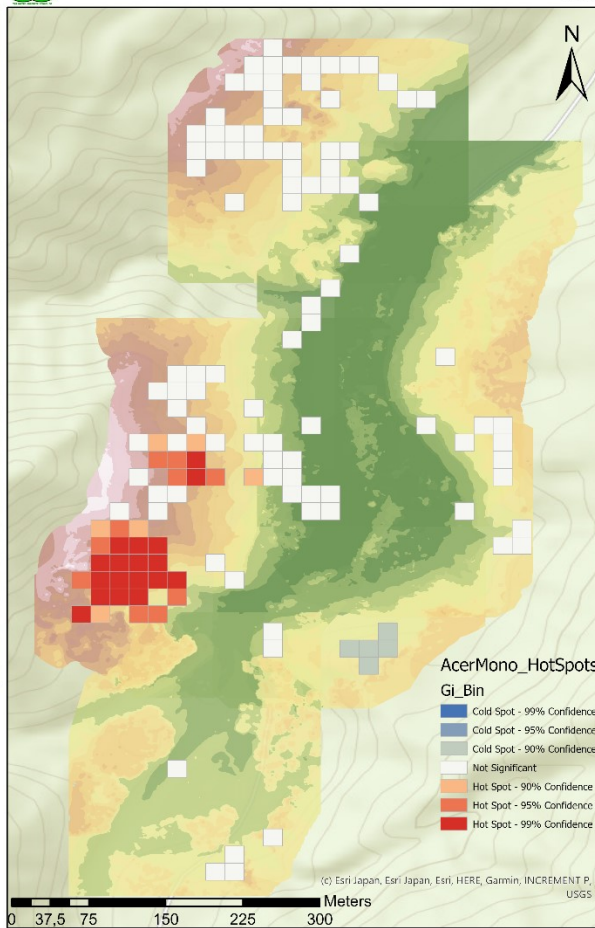 N
AcerMono_HotSpots
Gi_Bin
Cold Spot - 99% Confidence
Cold Spot - 95% Confidence
Cold Spot - 90% Confidence
Not Significant
Hot Spot - 90% Confidence
Hot Spot - 95% Confidence
Hot Spot - 99% Confidence
(c) Esri Japan, Esri Japan, Esri, HERE, Garmin, INCREMENT P,
USGS
Meters
0 37,5 75 150 225 300